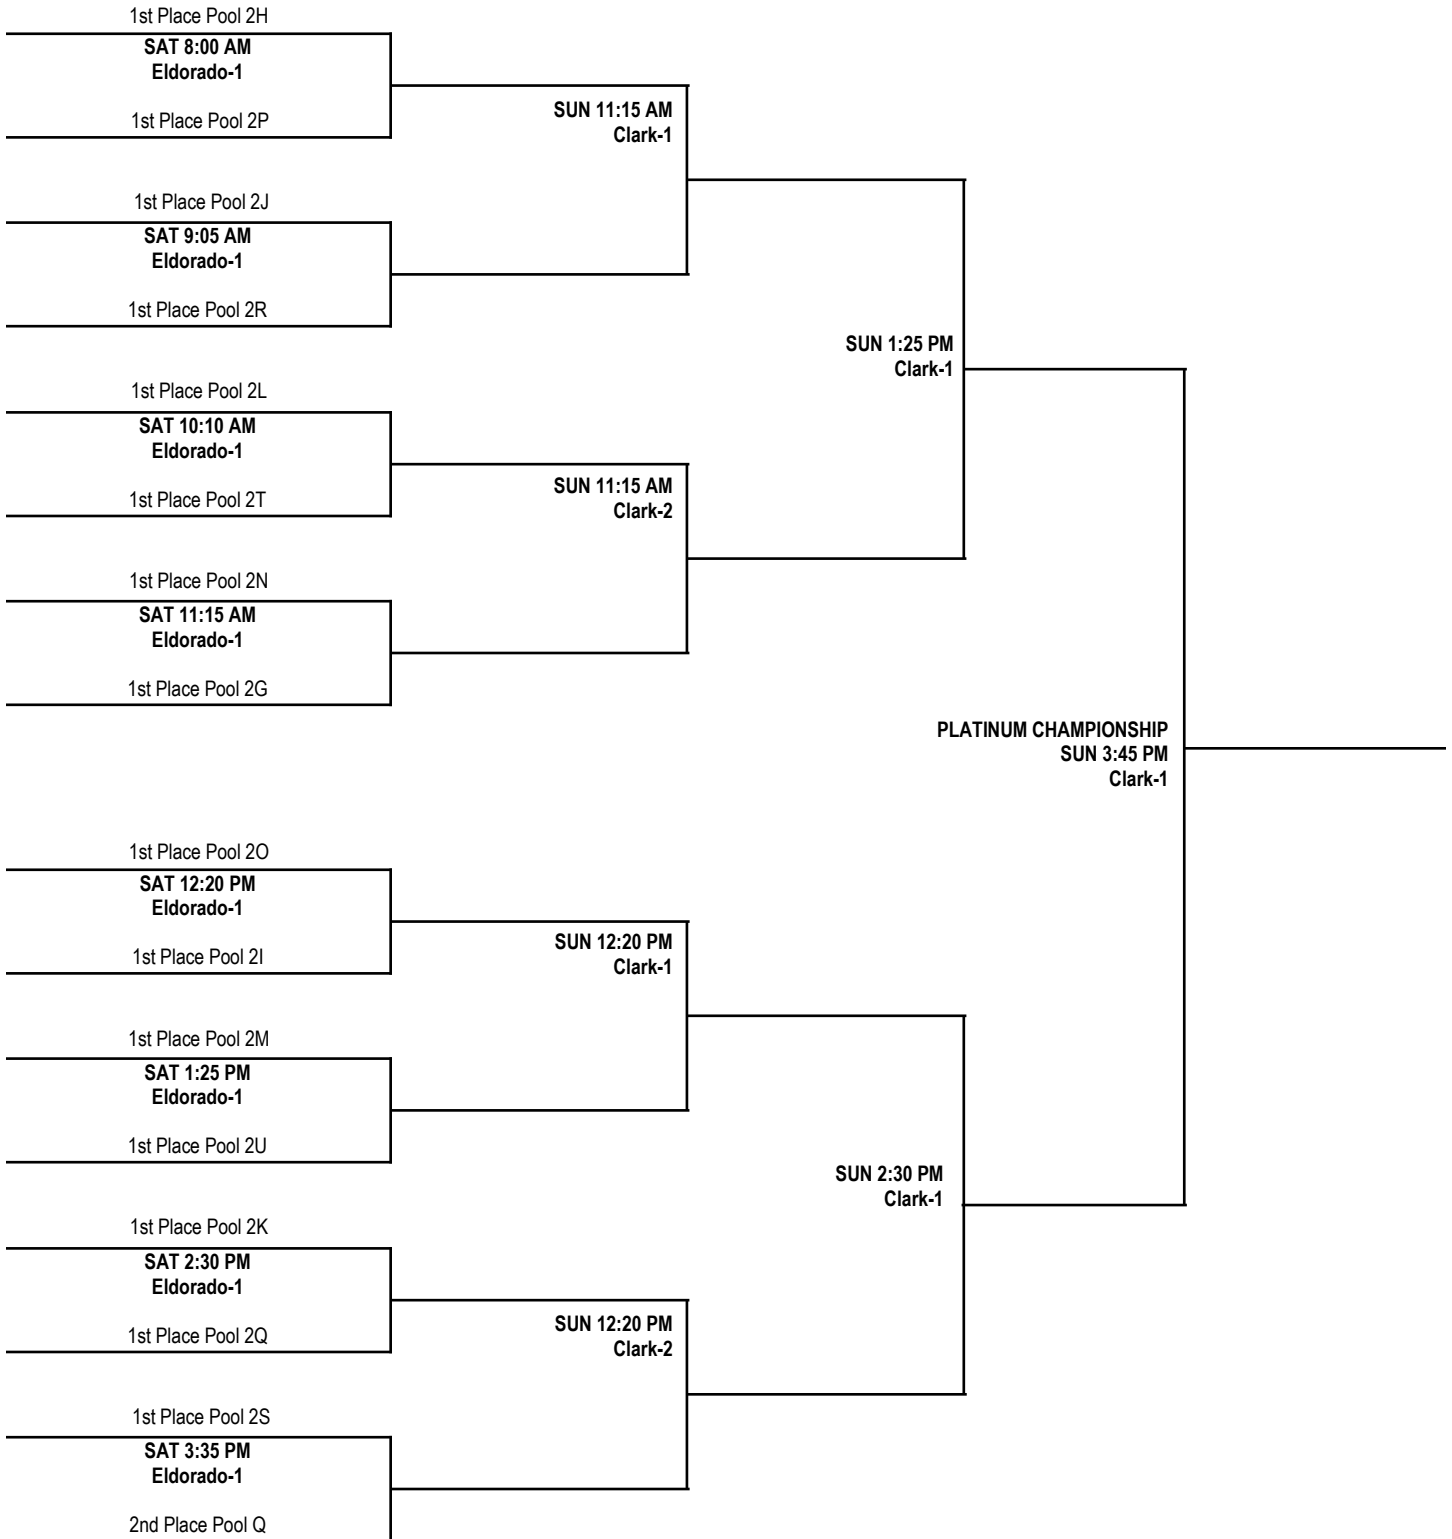 1st Place Pool 2H
SAT 8:00 AM
Eldorado-1
1st Place Pool 2P
SUN 11:15 AM
Clark-1
1st Place Pool 2J
SAT 9:05 AM
Eldorado-1
1st Place Pool 2R
SUN 1:25 PM
Clark-1
1st Place Pool 2L
SAT 10:10 AM
Eldorado-1
1st Place Pool 2T
SUN 11:15 AM
Clark-2
1st Place Pool 2N
SAT 11:15 AM
Eldorado-1
1st Place Pool 2G
PLATINUM CHAMPIONSHIP
SUN 3:45 PM
Clark-1
1st Place Pool 2O
SAT 12:20 PM
Eldorado-1
1st Place Pool 2I
SUN 12:20 PM
Clark-1
1st Place Pool 2M
SAT 1:25 PM
Eldorado-1
1st Place Pool 2U
SUN 2:30 PM
Clark-1
1st Place Pool 2K
SAT 2:30 PM
Eldorado-1
1st Place Pool 2Q
SUN 12:20 PM
Clark-2
1st Place Pool 2S
SAT 3:35 PM
Eldorado-1
2nd Place Pool Q